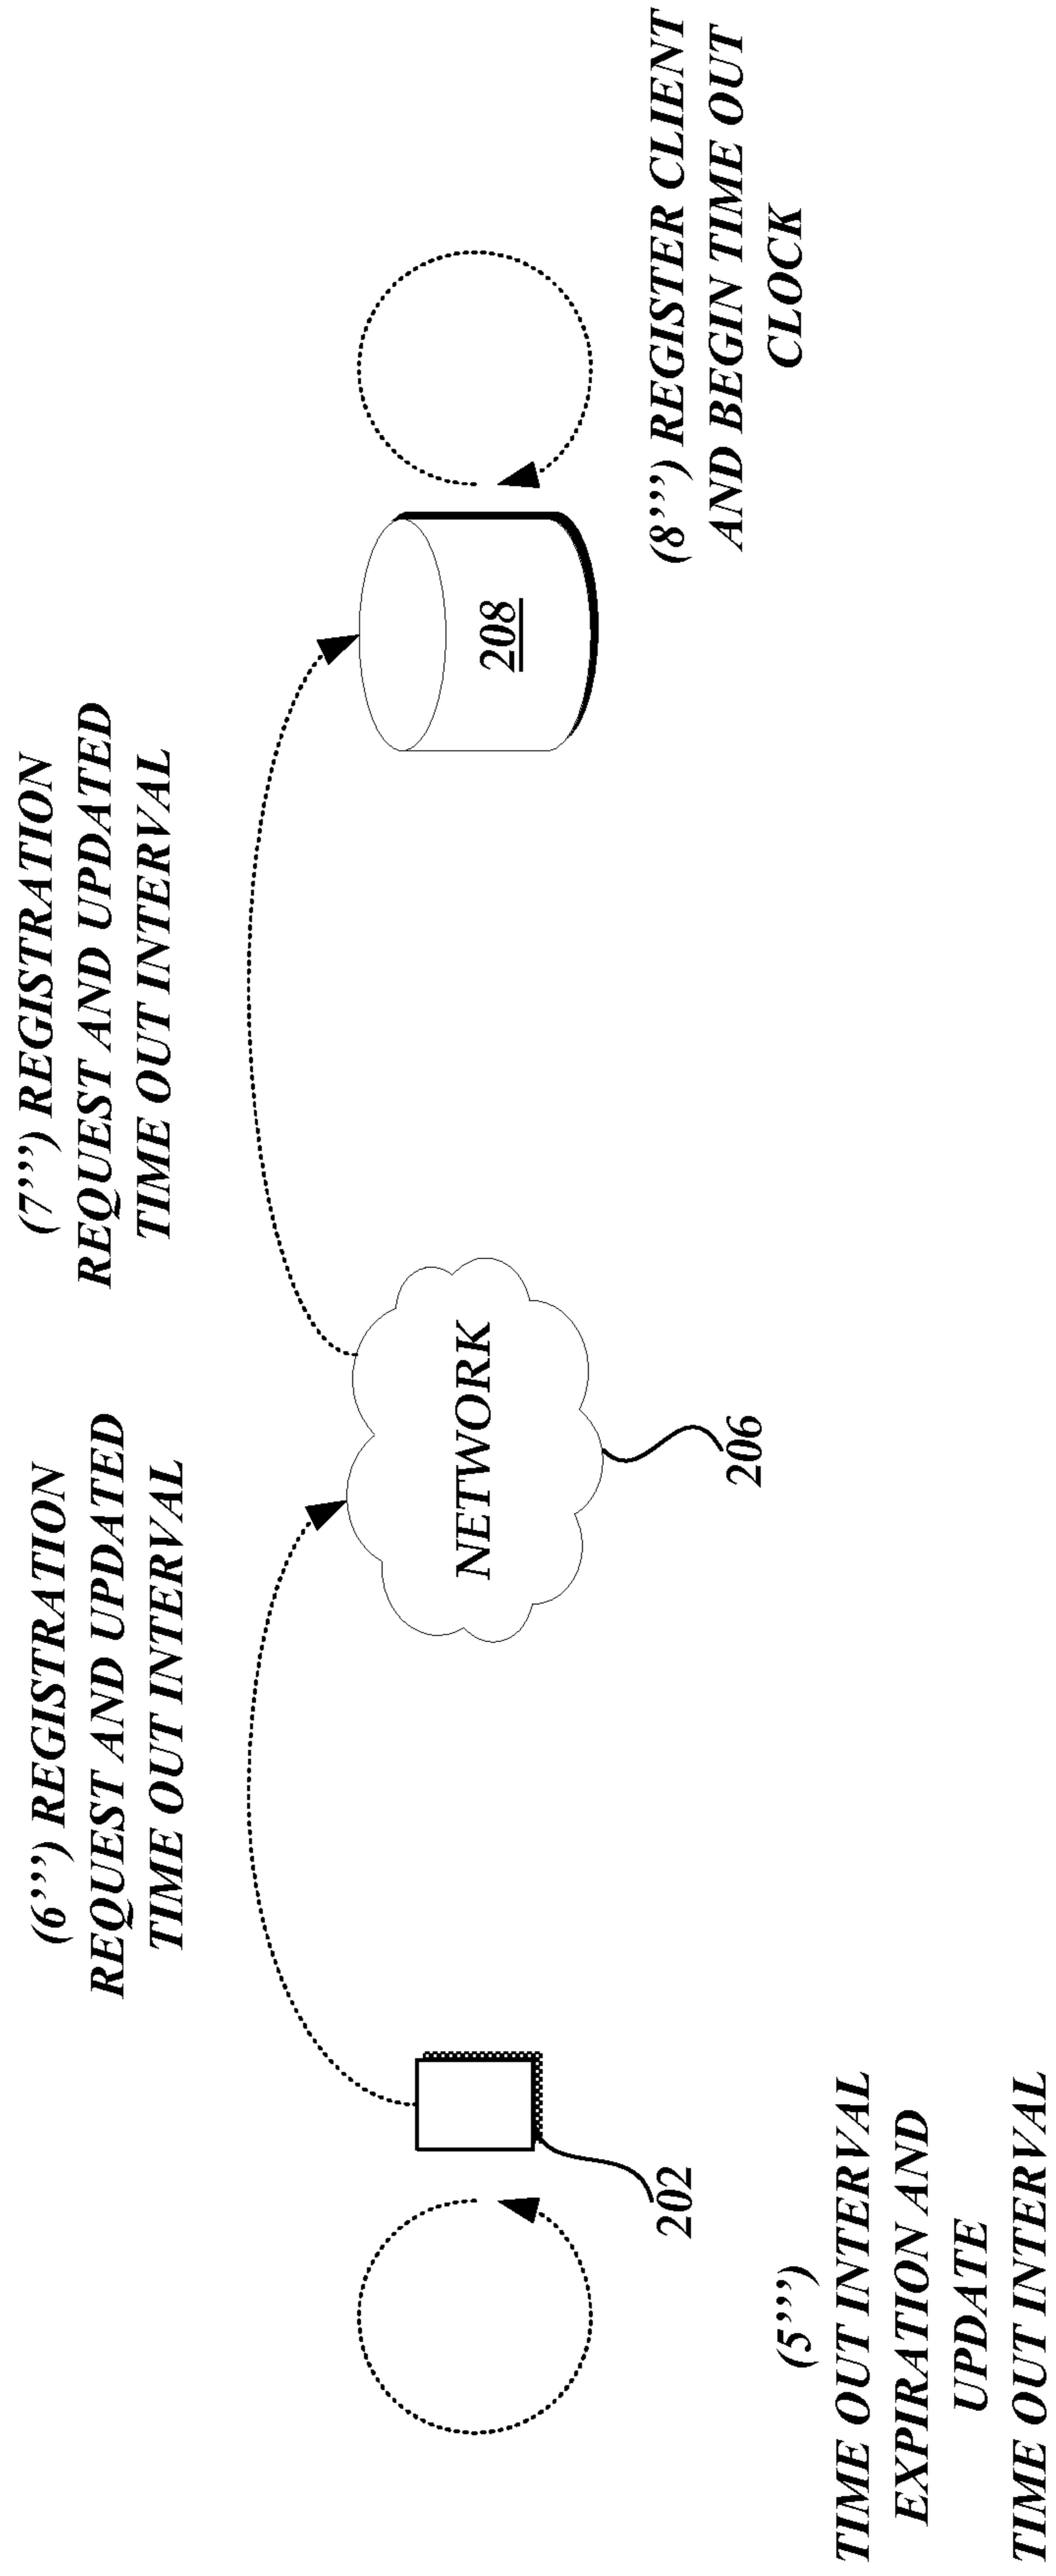 (5’’’)
TIME OUT INTERVAL
EXPIRATION AND
UPDATE
TIME OUT INTERVAL
202
(6’’’) REGISTRATION
REQUEST AND UPDATED
TIME OUT INTERVAL
NETWORK
206
(7’’’) REGISTRATION
REQUEST AND UPDATED
TIME OUT INTERVAL
208
(8’’’) REGISTER CLIENT
AND BEGIN TIME OUT
CLOCK